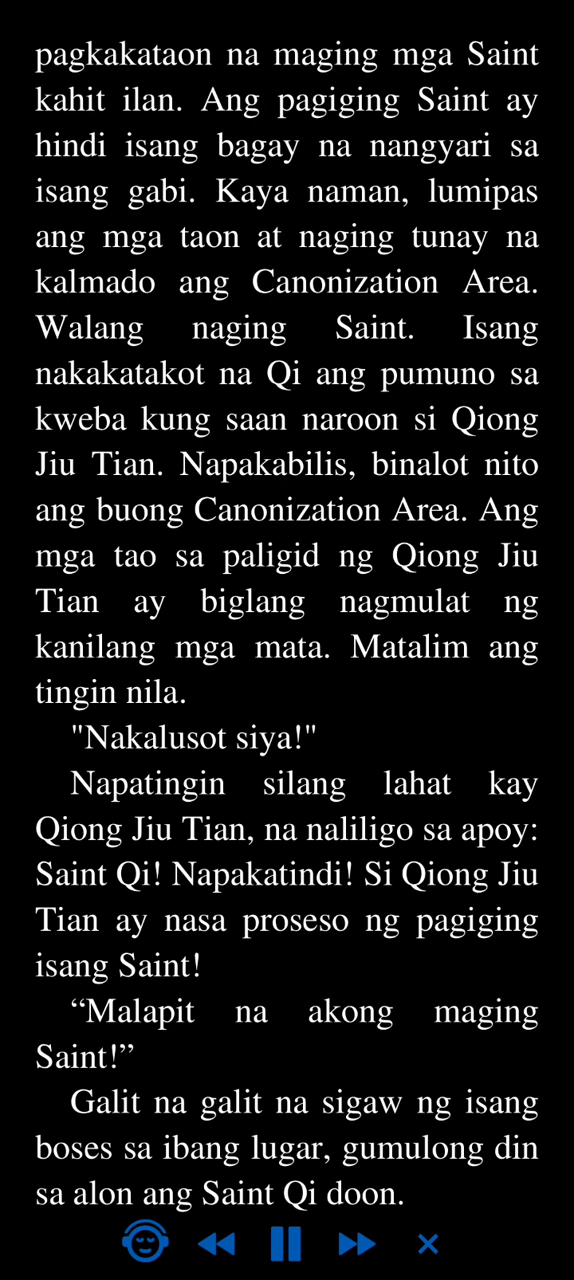 pagkakataon na maging mga Saint
kahit ilan. Ang pagiging Saint ay
hindi isang bagay na nangyari sa
isang gabi. Kaya naman, lumipas
ang mga taon at naging tunay na
kalmado ang Canonization Area.
Walang naging Saint. Isang
nakakatakot na Qi ang pumuno sa
kweba kung saan naroon si Qiong
Jiu Tian. Napakabilis, binalot nito
ang buong Canonization Area. Ang
mga tao sa paligid ng Qiong Jiu
Tian ay biglang nagmulat ng
kanilang mga mata. Matalim ang
tingin nila.
"Nakalusot siya!"
Napatingin silang lahat kay
Qiong Jiu Tian, na naliligo sa apoy:
Saint Qi! Napakatindi! Si Qiong Jiu
Tian ay nasa proseso ng pagiging
isang Saint!
“Malapit na akong maging
Saint!”
Galit na galit na sigaw ng isang
boses sa ibang lugar, gumulong din
sa alon ang Saint Qi doon.